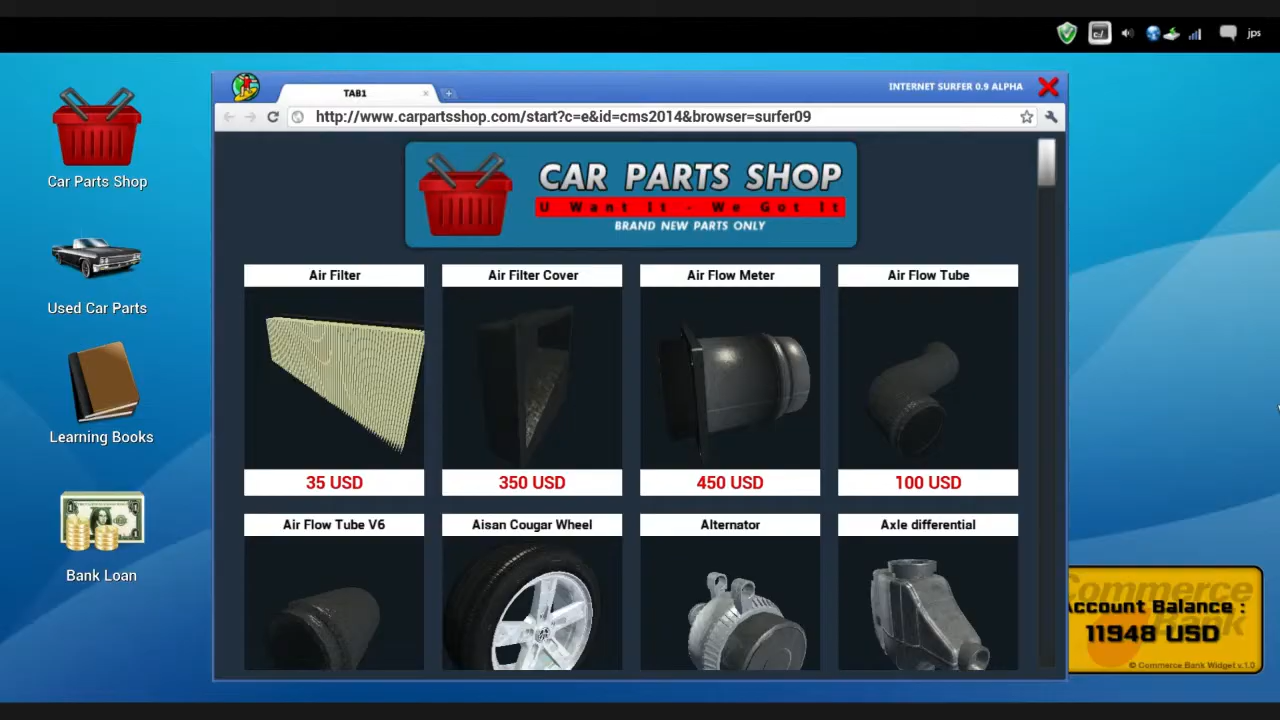 jps
Car Parts Shop
Used Car Parts
Learning Books
Bank Loan
TAB1
INTERNET SURFER 0.9 ALPHA
http://www.carpartsshop.com/start?c=e&id=cms2014&browser=surfer09
CAR PARTS SHOP
U Want It - We Got It
BRAND NEW PARTS ONLY
Air Filter
Air Filter Cover
Air Flow Meter
Air Flow Tube
35 USD
350 USD
450 USD
100 USD
Air Flow Tube V6
Aisan Cougar Wheel
Alternator
Axle differential
Commerce
Bank
Account Balance :
11948 USD
© Commerce Bank Widget v.1.0